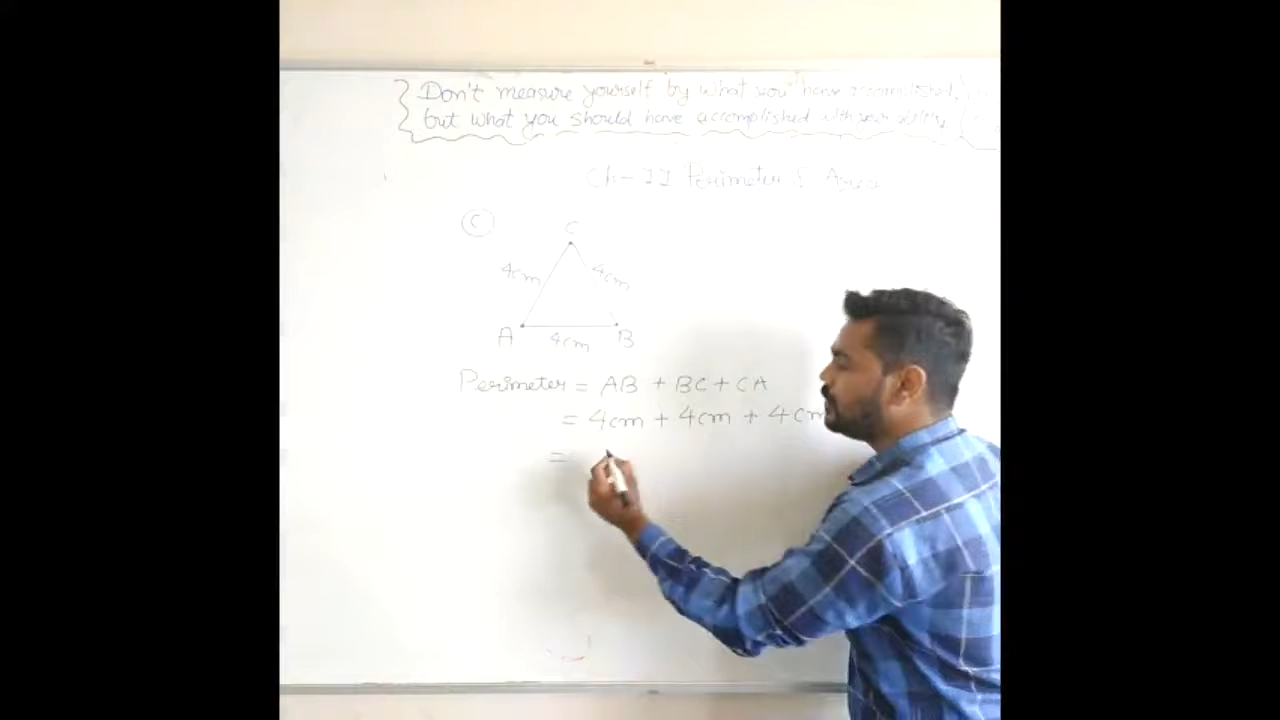 Don't measure yourself by what you have accomplished,
but what you should have accomplished with your ability
Ch-11 Perimeter & Area
C
C
4cm 4cm
A 4cm B
Perimeter = AB + BC + CA
= 4cm + 4cm + 4cm
=